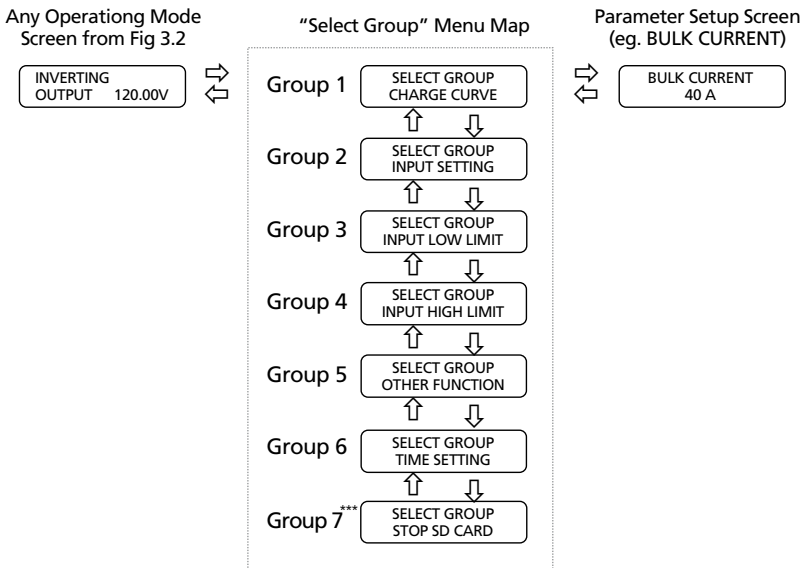 Any Operationg Mode
Screen from Fig 3.2
INVERTING
OUTPUT 120.00V
"Select Group" Menu Map
Group 1
SELECT GROUP
CHARGE CURVE
Group 2
SELECT GROUP
INPUT SETTING
Group 3
SELECT GROUP
INPUT LOW LIMIT
Group 4
SELECT GROUP
INPUT HIGH LIMIT
Group 5
SELECT GROUP
OTHER FUNCTION
Group 6
SELECT GROUP
TIME SETTING
Group 7***
SELECT GROUP
STOP SD CARD
Parameter Setup Screen
(eg. BULK CURRENT)
BULK CURRENT
40 A